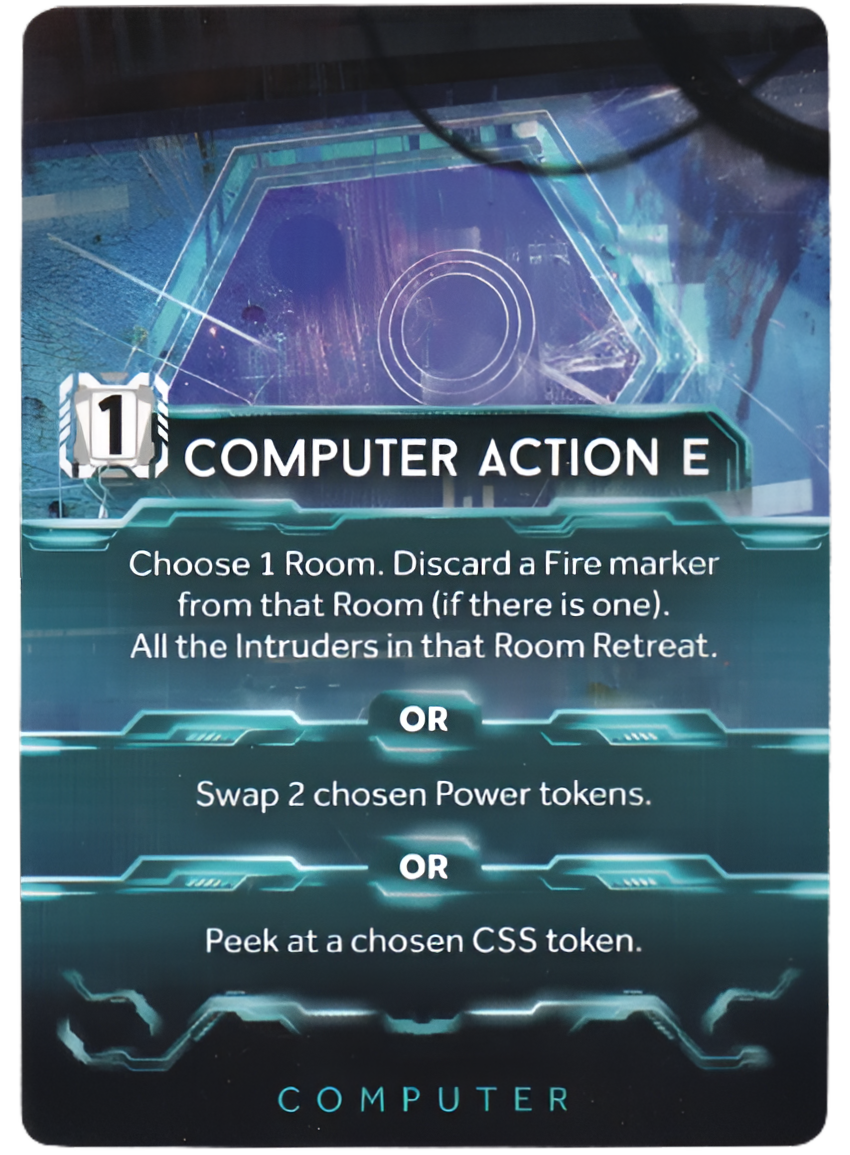 1
COMPUTER ACTION E
Choose 1 Room. Discard a Fire marker
from that Room (if there is one).
All the Intruders in that Room Retreat.
OR
Swap 2 chosen Power tokens.
OR
Peek at a chosen CSS token.
COMPUTER